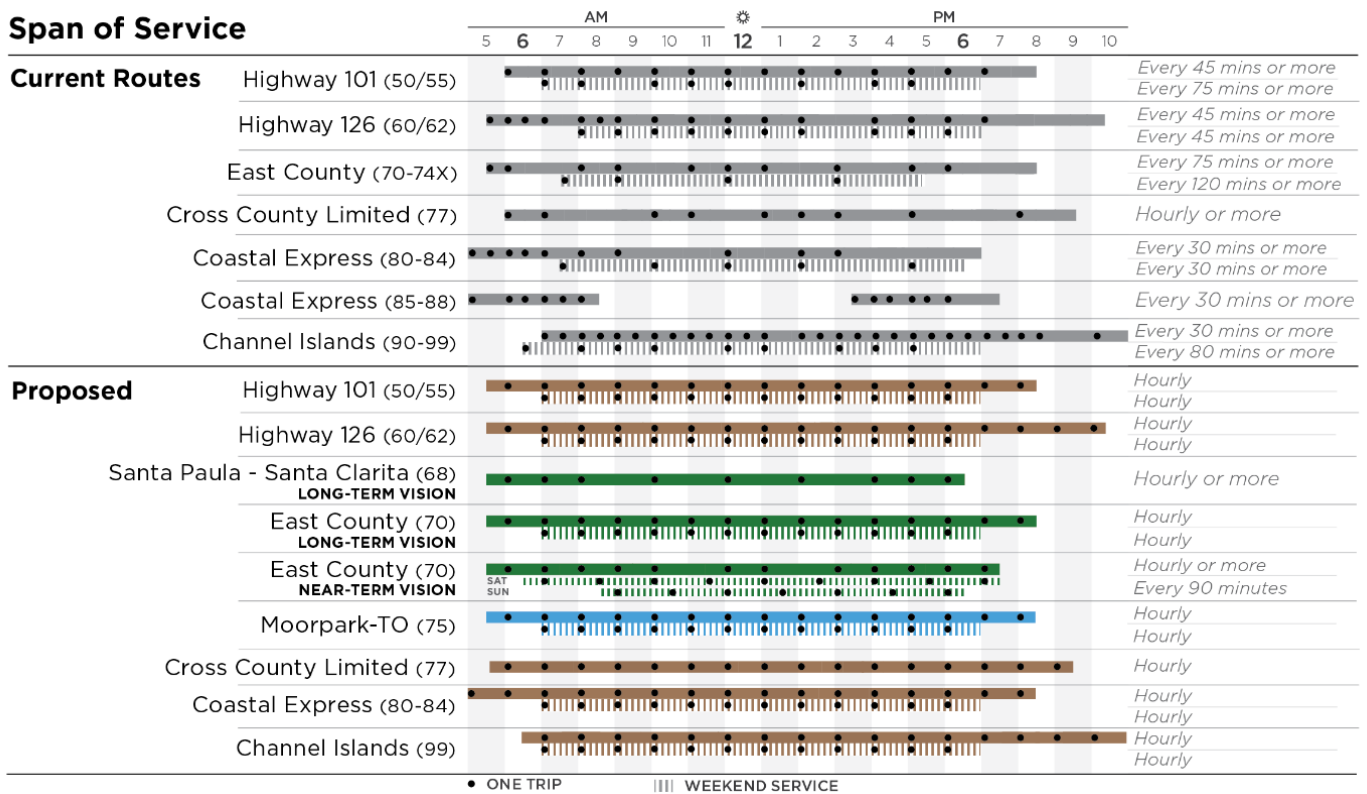 Span of Service
AM PM
5 6 7 8 9 10 11 12 1 2 3 4 5 6 7 8 9 10
Current Routes
Highway 101 (50/55)
Every 45 mins or more
Every 75 mins or more
Highway 126 (60/62)
Every 45 mins or more
Every 45 mins or more
East County (70-74X)
Every 75 mins or more
Every 120 mins or more
Cross County Limited (77)
Hourly or more
Coastal Express (80-84)
Every 30 mins or more
Every 30 mins or more
Coastal Express (85-88)
Every 30 mins or more
Channel Islands (90-99)
Every 30 mins or more
Every 80 mins or more
Proposed
Highway 101 (50/55)
Hourly
Hourly
Highway 126 (60/62)
Hourly
Hourly
Santa Paula - Santa Clarita (68)
LONG-TERM VISION
Hourly or more
East County (70)
LONG-TERM VISION
Hourly
Hourly
East County (70)
NEAR-TERM VISION
SAT
SUN
Hourly or more
Every 90 minutes
Moorpark-TO (75)
Hourly
Hourly
Cross County Limited (77)
Hourly
Coastal Express (80-84)
Hourly
Hourly
Channel Islands (99)
Hourly
Hourly
ONE TRIP
WEEKEND SERVICE